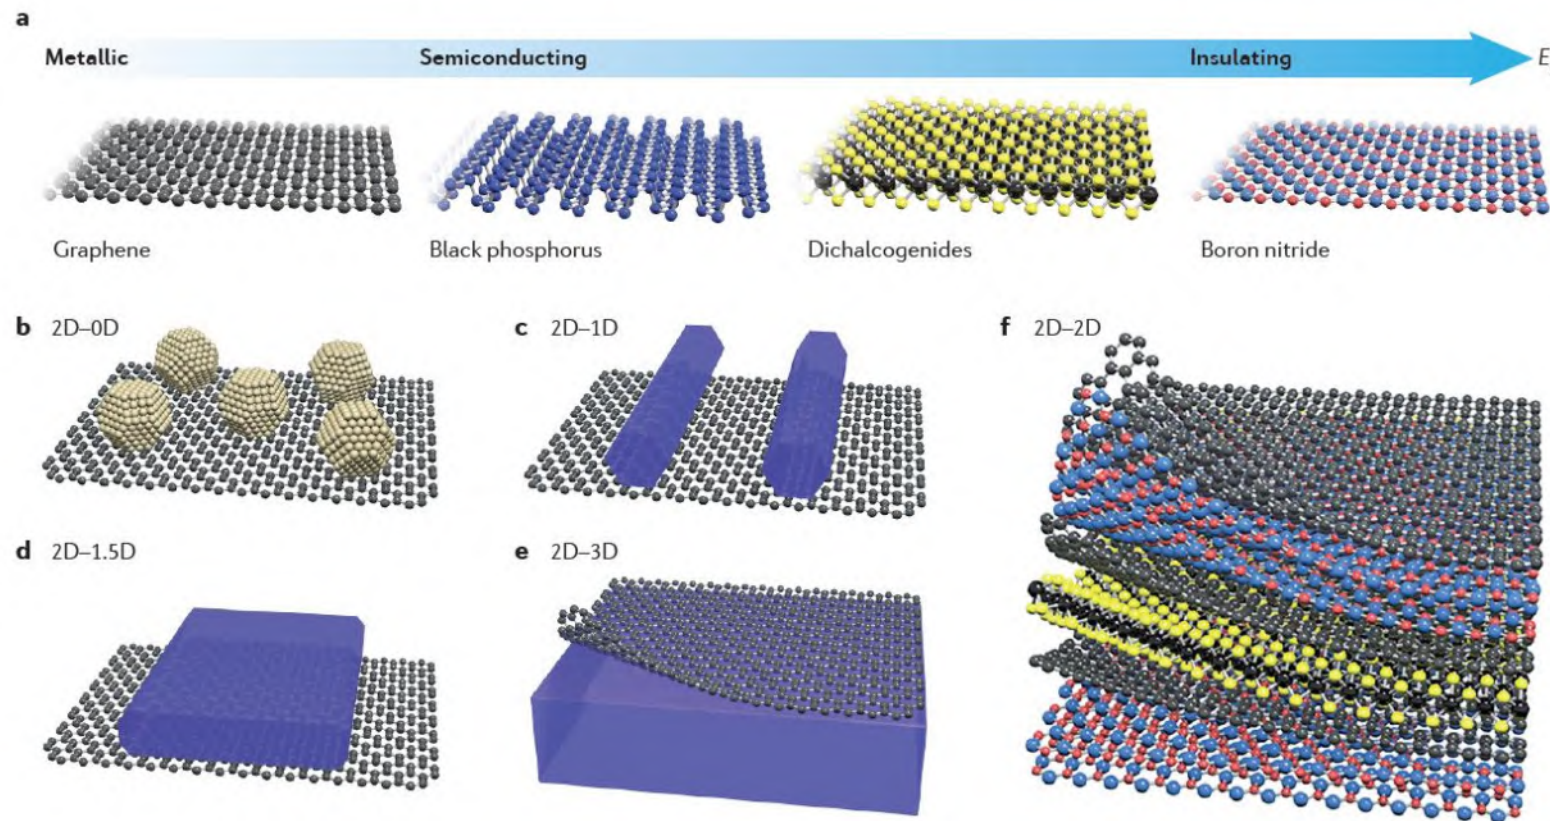 a
Metallic Semiconducting Insulating E
Graphene Black phosphorus Dichalcogenides Boron nitride
b 2D–0D
c 2D–1D
f 2D–2D
d 2D–1.5D
e 2D–3D